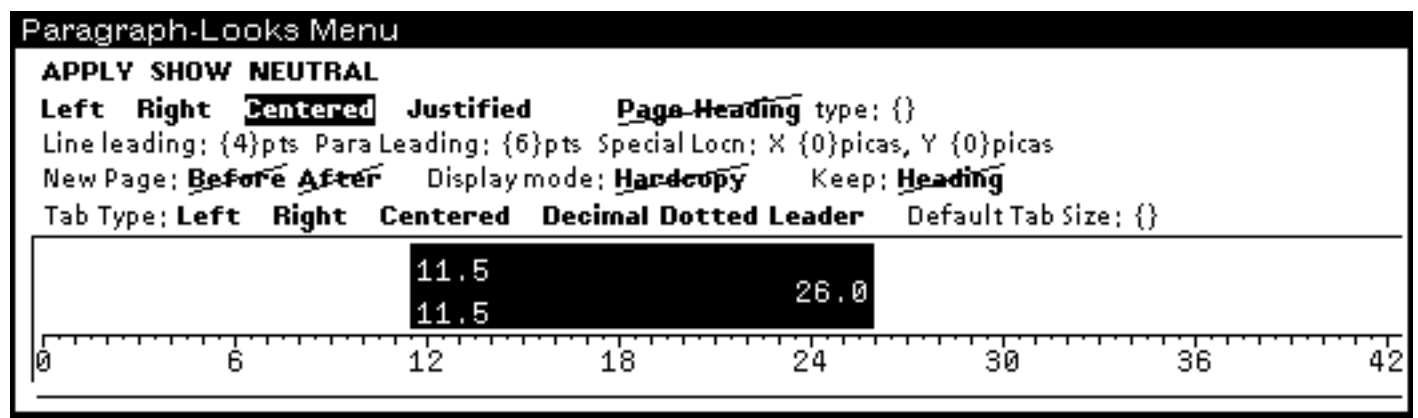 Paragraph-Looks Menu
APPLY SHOW NEUTRAL
Left Right Centered Justified Page Heading type: {}
Line leading: {4}pts Para Leading: {6}pts Special Locn: X {0}picas, Y {0}picas
New Page: Before After Display mode: Hardcopy Keep: Heading
Tab Type: Left Right Centered Decimal Dotted Leader Default Tab Size: {}
11.5
26.0
11.5
0 6 12 18 24 30 36 42